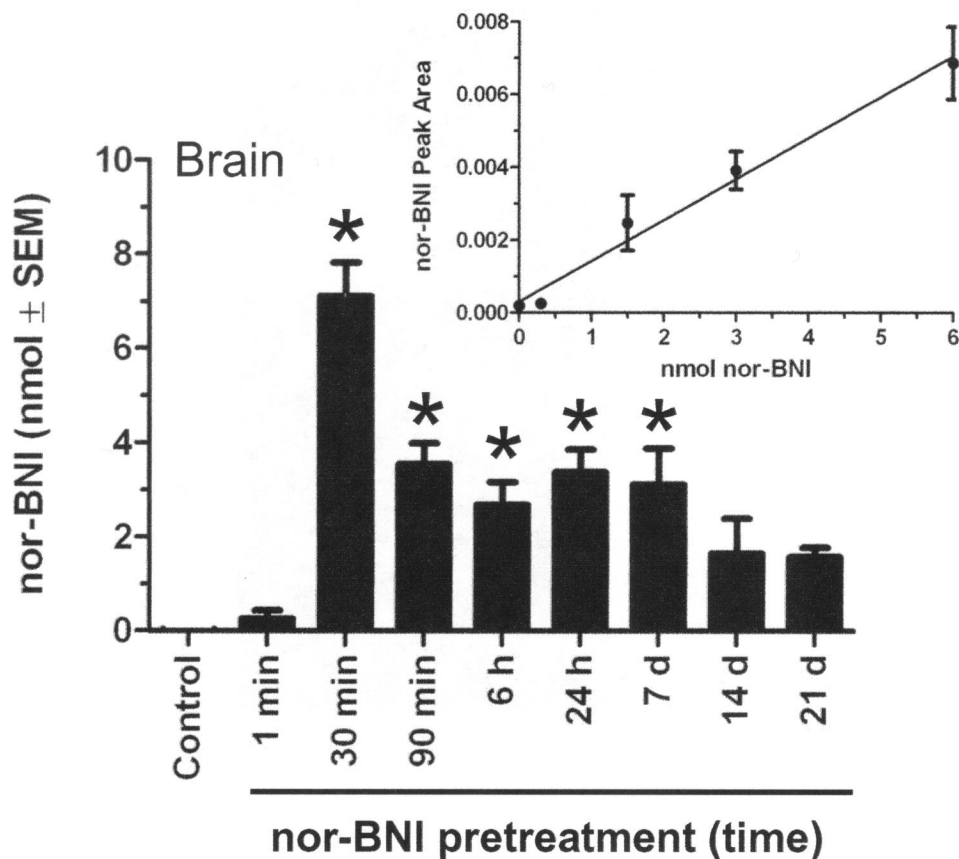 0.008
0.006
0.004
0.002
0.000
nor-BNI Peak Area
0 1 2 3 4 5 6
nmol nor-BNI
Brain
10
8
6
4
2
0
nor-BNI (nmol ± SEM)
* * * * *
Control
1 min
30 min
90 min
6 h
24 h
7 d
14 d
21 d
nor-BNI pretreatment (time)